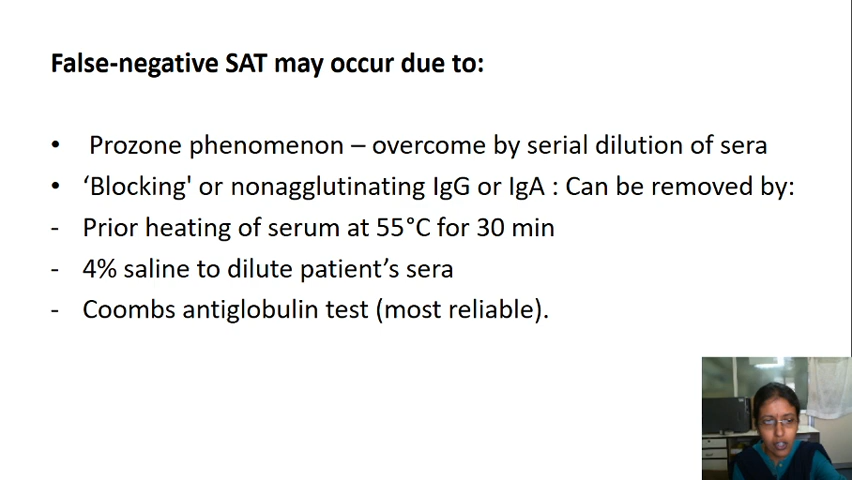 False-negative SAT may occur due to:
• Prozone phenomenon – overcome by serial dilution of sera
• ‘Blocking' or nonagglutinating IgG or IgA : Can be removed by:
- Prior heating of serum at 55°C for 30 min
- 4% saline to dilute patient’s sera
- Coombs antiglobulin test (most reliable).